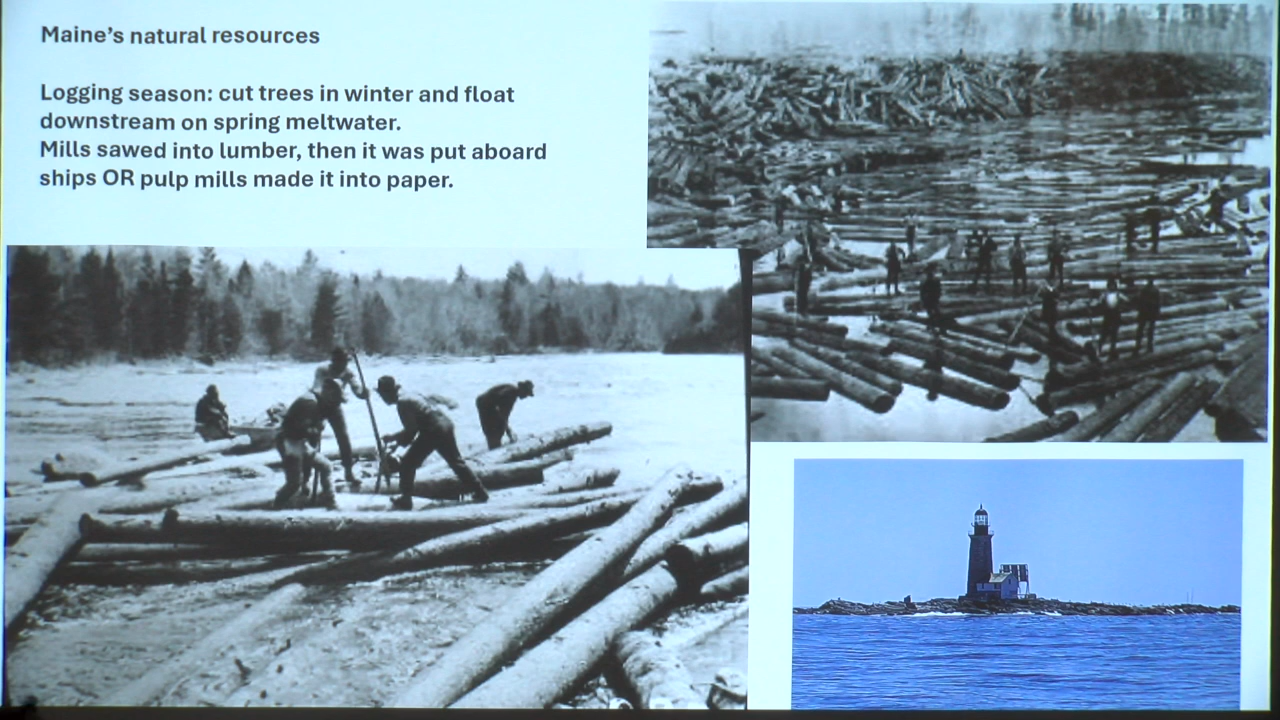 Maine's natural resources
Logging season: cut trees in winter and float
downstream on spring meltwater.
Mills sawed into lumber, then it was put aboard
ships OR pulp mills made it into paper.